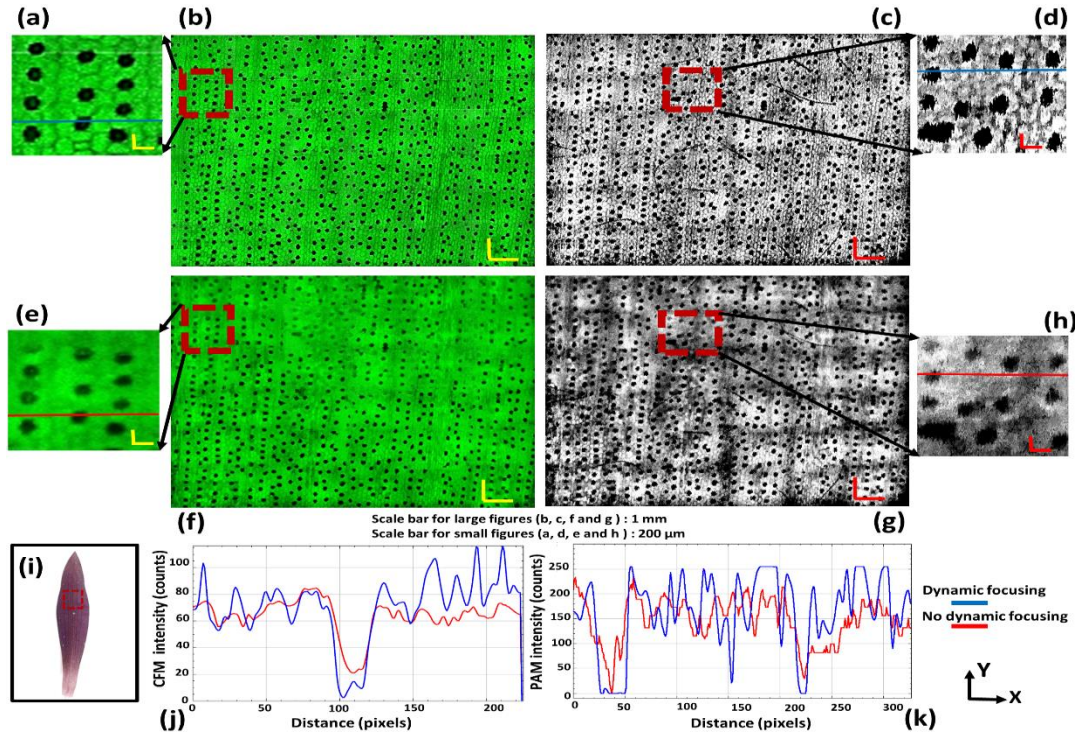 (a)
(b)
(c)
(d)
(e)
(h)
(f)
(g)
Scale bar for large figures (b, c, f and g) : 1 mm
Scale bar for small figures (a, d, e and h) : 200 µm
(i)
CFM intensity (counts)
100
80
60
40
20
0
0
50
100
150
200
Distance (pixels)
(j)
PAM intensity (counts)
250
200
150
100
50
0
0
50
100
150
200
250
300
Distance (pixels)
(k)
Dynamic focusing
No dynamic focusing
Y
X